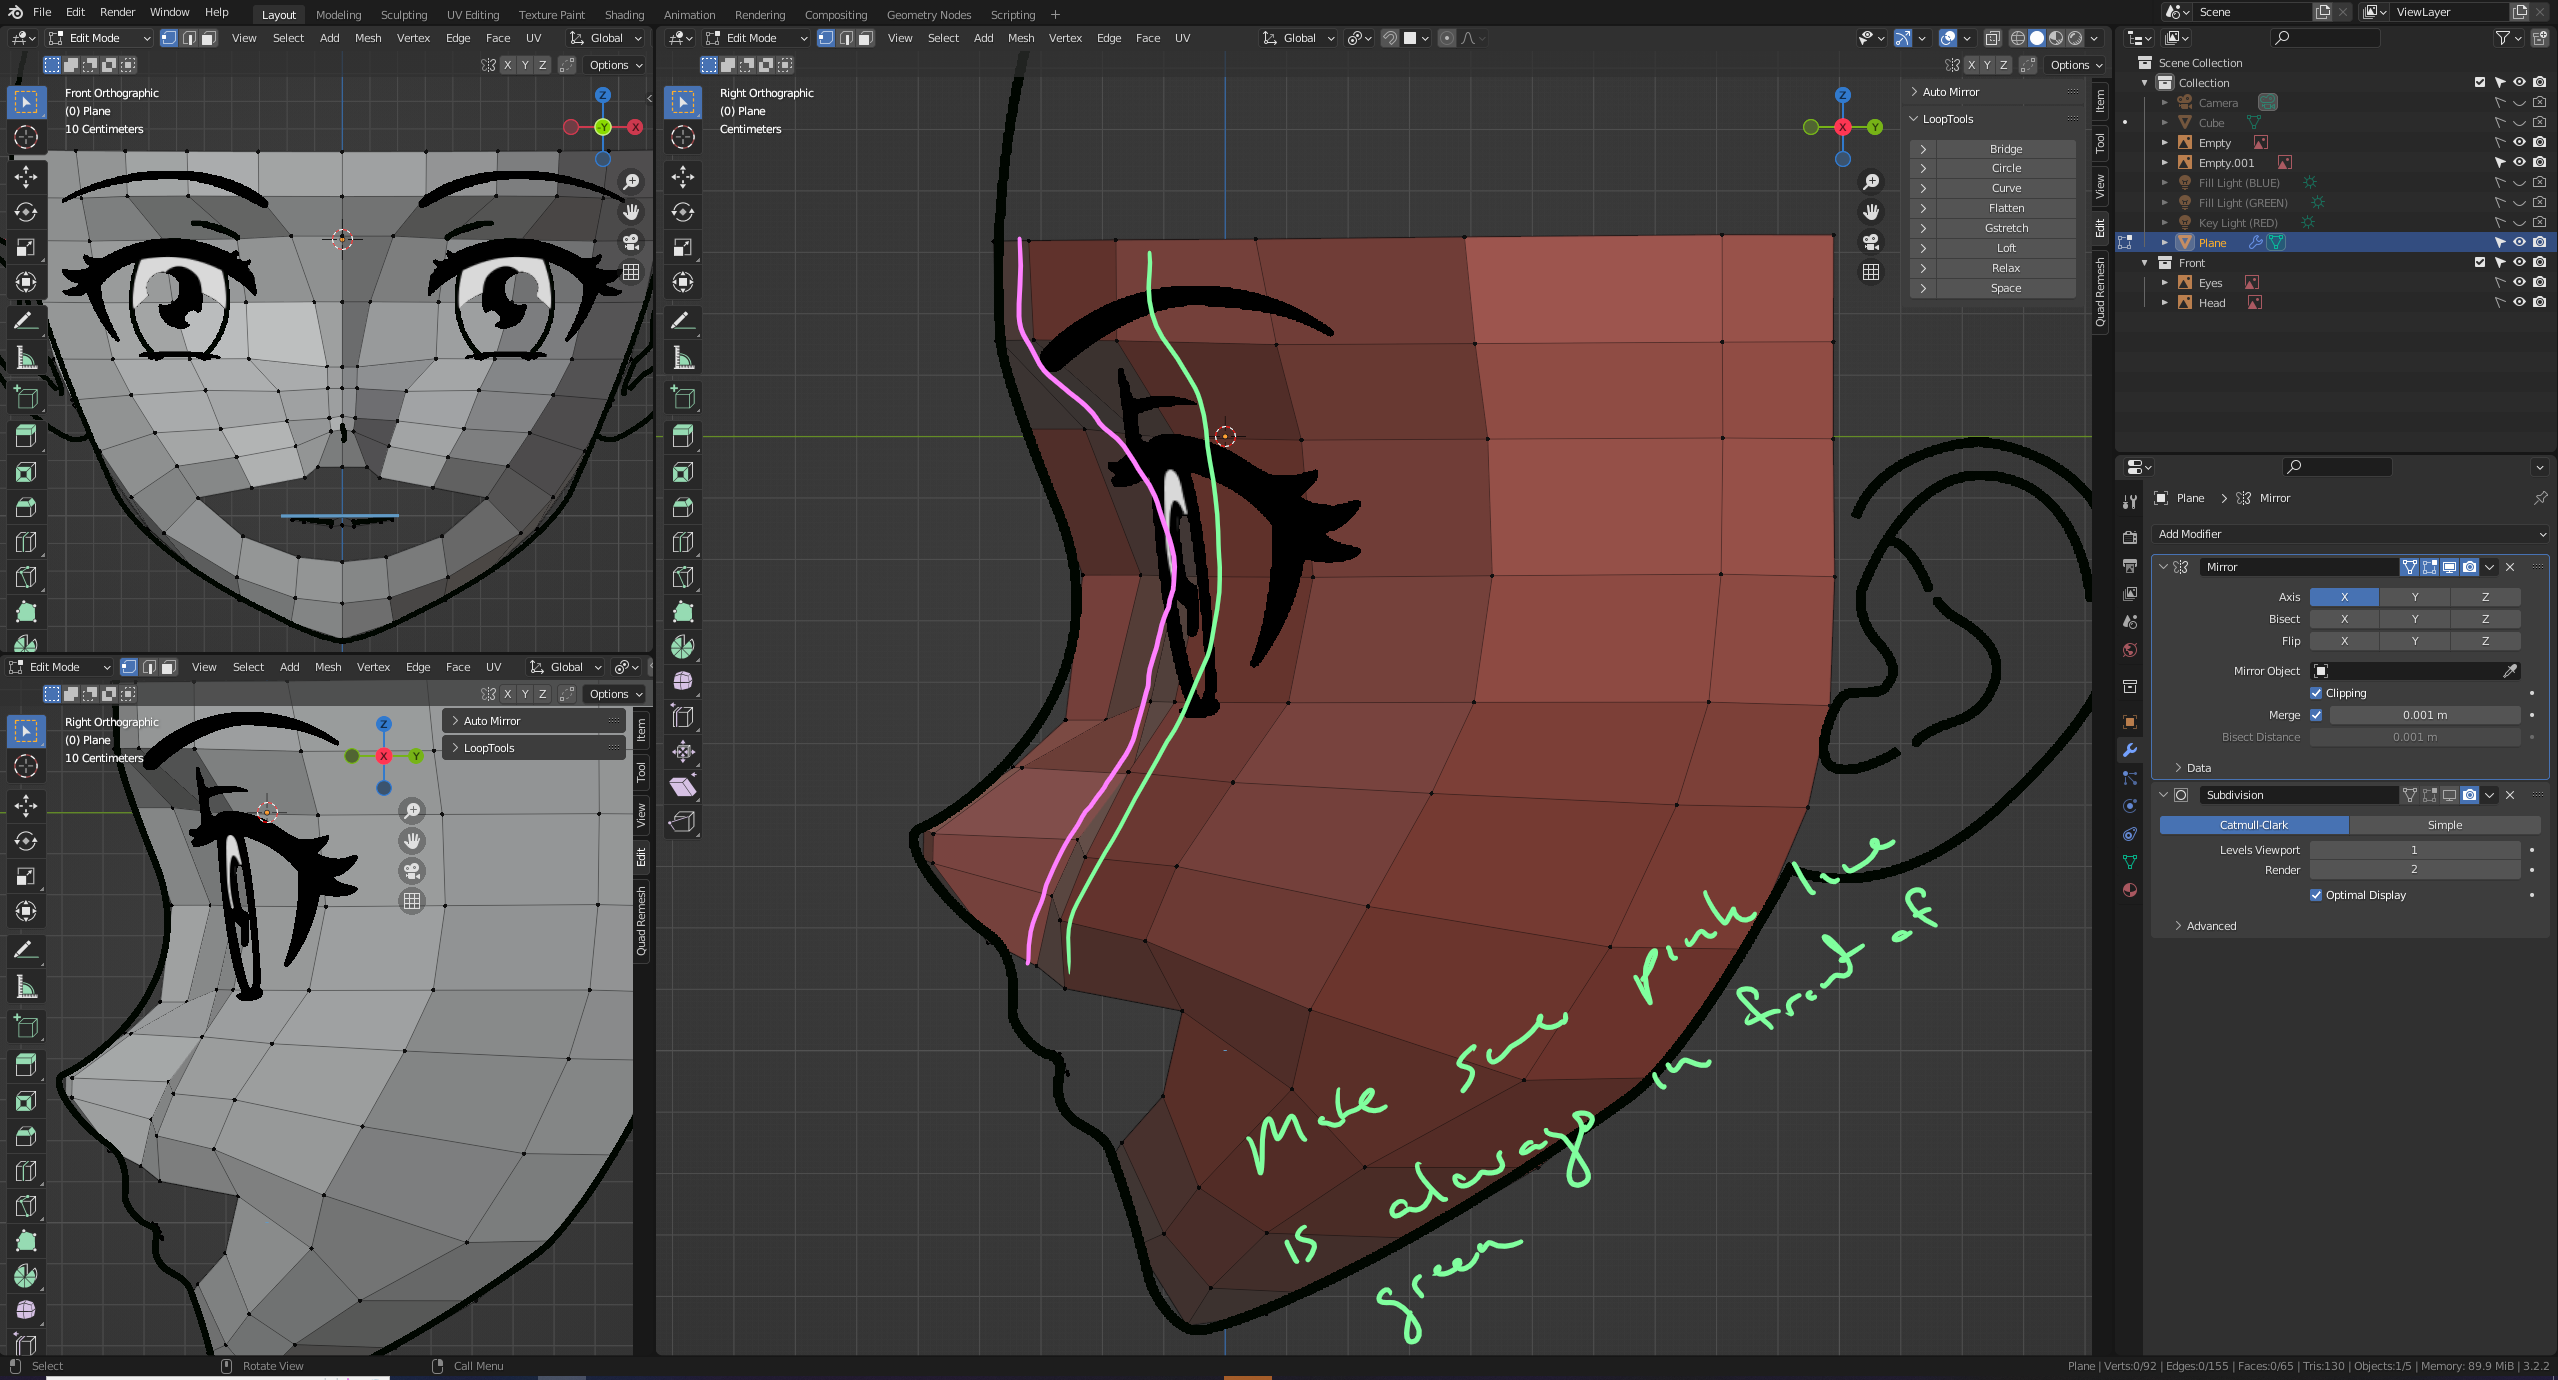 File Edit Render Window Help Layout Modeling Sculpting UV Editing Texture Paint Shading Animation Rendering Compositing Geometry Nodes Scripting +
Scene ViewLayer
Edit Mode View Select Add Mesh Vertex Edge Face UV Global
X Y Z Options
Front Orthographic
(0) Plane
10 Centimeters
Z
Y X
Edit Mode View Select Add Mesh Vertex Edge Face UV Global
X Y Z Options
Right Orthographic
(0) Plane
10 Centimeters
Z
X Y
Auto Mirror
LoopTools
Item
Tool
View
Edit
Quad Remesh
Edit Mode View Select Add Mesh Vertex Edge Face UV Global
X Y Z Options
Right Orthographic
(0) Plane
Centimeters
Z
X Y
Auto Mirror
LoopTools
Bridge
Circle
Curve
Flatten
Gstretch
Loft
Relax
Space
Item
Tool
View
Edit
Quad Remesh
Make sure pink line
is always in front of
green
Scene Collection
Collection
Camera
Cube
Empty
Empty.001
Fill Light (BLUE)
Fill Light (GREEN)
Key Light (RED)
Plane
Front
Eyes
Head
Plane > Mirror
Add Modifier
Mirror
Axis X Y Z
Bisect X Y Z
Flip X Y Z
Mirror Object
Clipping
Merge 0.001 m
Bisect Distance 0.001 m
Data
Subdivision
Catmull-Clark Simple
Levels Viewport 1
Render 2
Optimal Display
Advanced
Select Rotate View Call Menu
Plane | Verts:0/92 | Edges:0/155 | Faces:0/65 | Tris:130 | Objects:1/5 | Memory: 89.9 MiB | 3.2.2